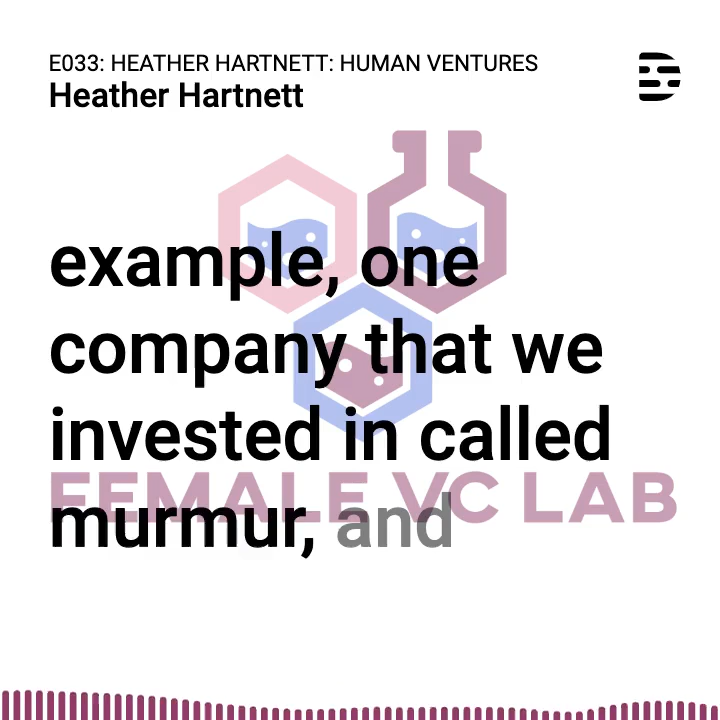 E033: HEATHER HARTNETT: HUMAN VENTURES
Heather Hartnett
example, one
company that we
invested in called
FEMALE VC LAB
murmur, and